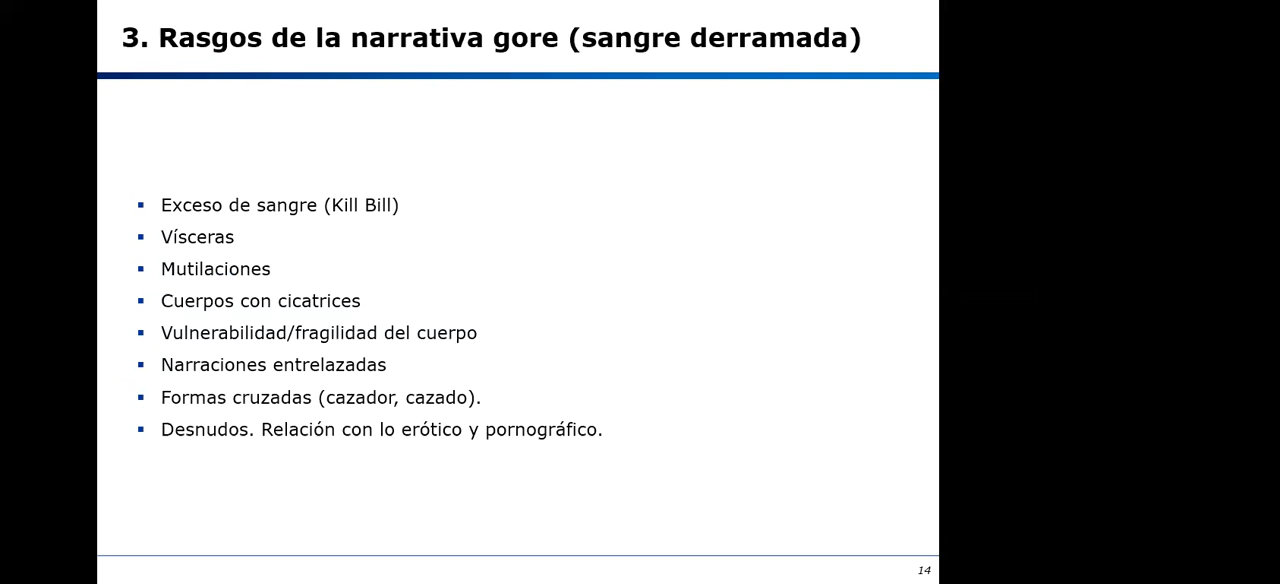 3. Rasgos de la narrativa gore (sangre derramada)
Exceso de sangre (Kill Bill)
Vísceras
Mutilaciones
Cuerpos con cicatrices
Vulnerabilidad/fragilidad del cuerpo
Narraciones entrelazadas
Formas cruzadas (cazador, cazado).
Desnudos. Relación con lo erótico y pornográfico.
14